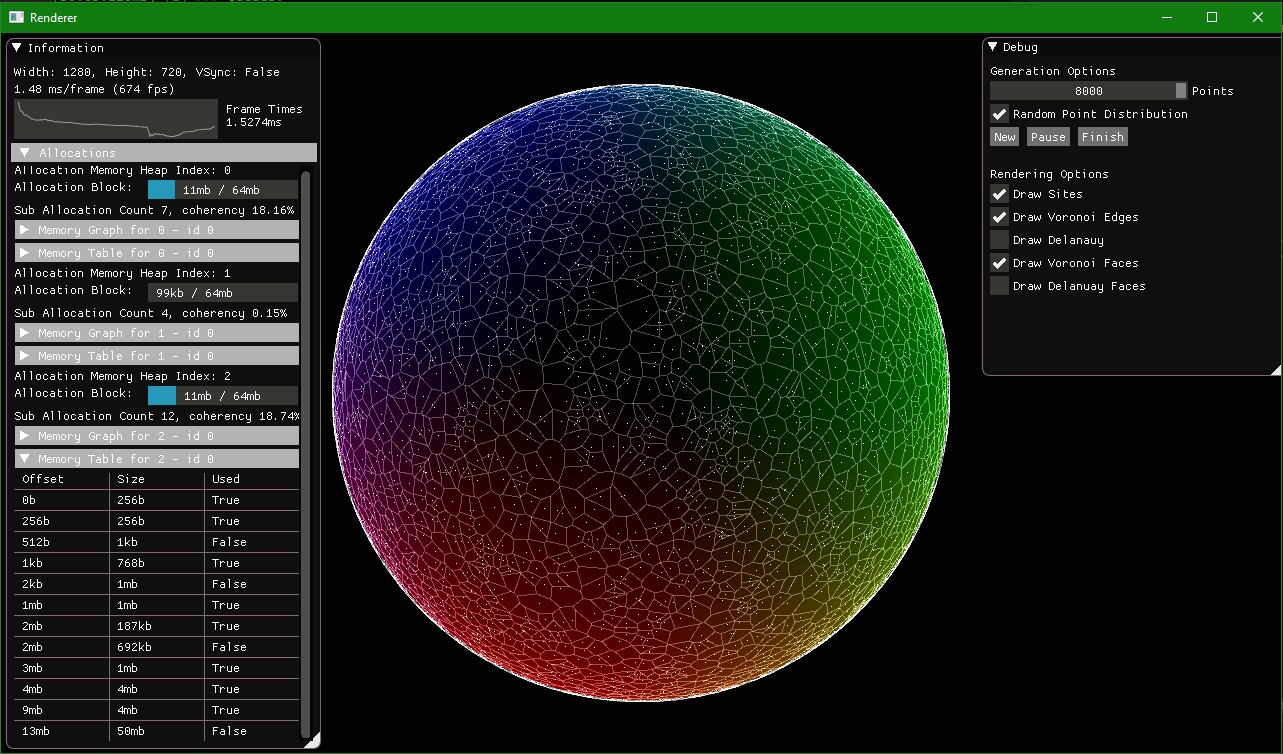 Renderer
Information
Width: 1280, Height: 720, VSync: False
1.48 ms/frame (674 fps)
Frame Times
1.5274ms
Allocations
Allocation Memory Heap Index: 0
Allocation Block: 11mb / 64mb
Sub Allocation Count 7, coherency 18.16%
Memory Graph for 0 - id 0
Memory Table for 0 - id 0
Allocation Memory Heap Index: 1
Allocation Block: 99kb / 64mb
Sub Allocation Count 4, coherency 0.15%
Memory Graph for 1 - id 0
Memory Table for 1 - id 0
Allocation Memory Heap Index: 2
Allocation Block: 11mb / 64mb
Sub Allocation Count 12, coherency 18.74%
Memory Graph for 2 - id 0
Memory Table for 2 - id 0
Offset Size Used
0b 256b True
256b 256b True
512b 1kb False
1kb 768b True
2kb 1mb False
1mb 1mb True
2mb 187kb True
2mb 692kb False
3mb 1mb True
4mb 4mb True
9mb 4mb True
13mb 50mb False
Debug
Generation Options
8000 Points
Random Point Distribution
New Pause Finish
Rendering Options
Draw Sites
Draw Voronoi Edges
Draw Delanauy
Draw Voronoi Faces
Draw Delanuay Faces